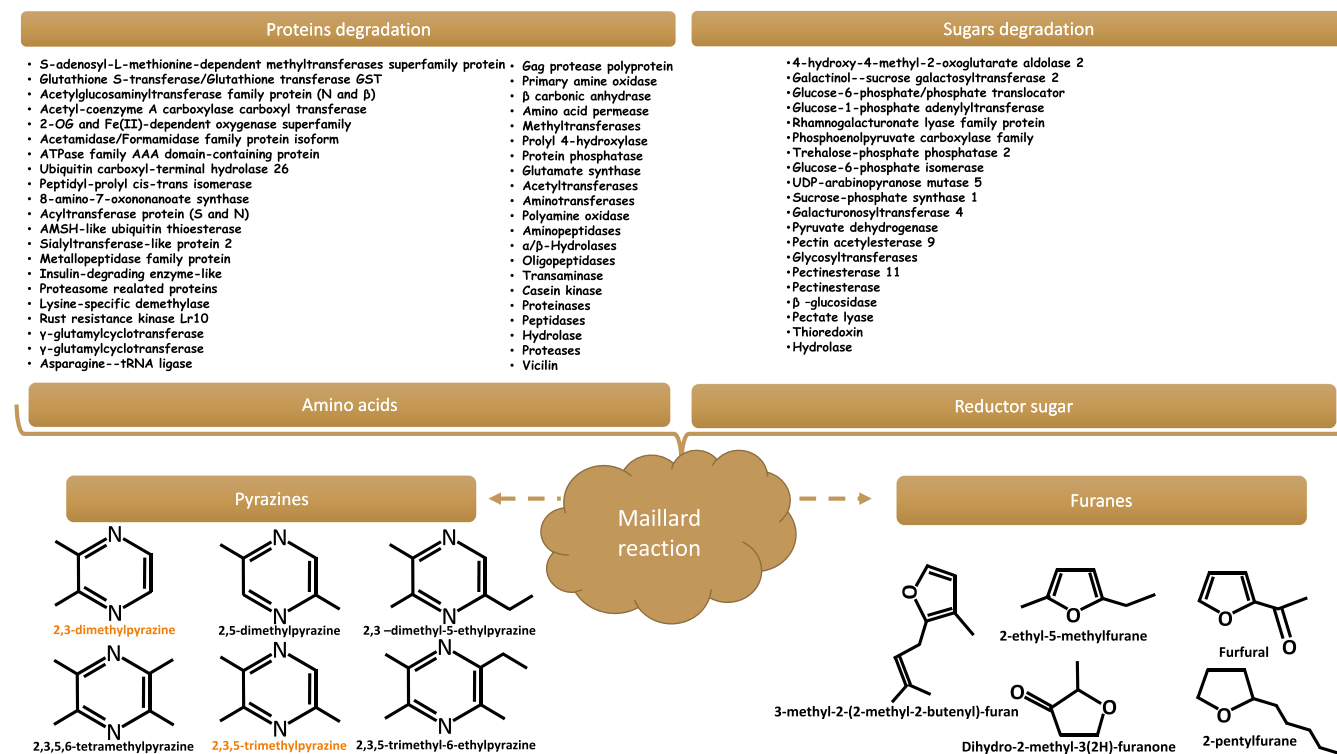 Proteins degradation
S-adenosyl-L-methionine-dependent methyltransferases superfamily protein
Glutathione S-transferase/Glutathione transferase GST
Acetylglucosaminyltransferase family protein (N and β)
Acetyl-coenzyme A carboxylase carboxyl transferase
2-OG and Fe(II)-dependent oxygenase superfamily
Acetamidase/Formamidase family protein isoform
ATPase family AAA domain-containing protein
Ubiquitin carboxyl-terminal hydrolase 26
Peptidyl-prolyl cis-trans isomerase
8-amino-7-oxononanoate synthase
Acyltransferase protein (S and N)
AMSH-like ubiquitin thioesterase
Sialyltransferase-like protein 2
Metallopeptidase family protein
Insulin-degrading enzyme-like
Proteasome realated proteins
Lysine-specific demethylase
Rust resistance kinase Lr10
γ-glutamylcyclotransferase
γ-glutamylcyclotransferase
Asparagine--tRNA ligase
Gag protease polyprotein
Primary amine oxidase
β carbonic anhydrase
Amino acid permease
Methyltransferases
Prolyl 4-hydroxylase
Protein phosphatase
Glutamate synthase
Acetyltransferases
Aminotransferases
Polyamine oxidase
Aminopeptidases
α/β-Hydrolases
Oligopeptidases
Transaminase
Casein kinase
Proteinases
Peptidases
Hydrolase
Proteases
Vicilin
Sugars degradation
4-hydroxy-4-methyl-2-oxoglutarate aldolase 2
Galactinol--sucrose galactosyltransferase 2
Glucose-6-phosphate/phosphate translocator
Glucose-1-phosphate adenylyltransferase
Rhamnogalacturonate lyase family protein
Phosphoenolpyruvate carboxylase family
Trehalose-phosphate phosphatase 2
Glucose-6-phosphate isomerase
UDP-arabinopyranose mutase 5
Sucrose-phosphate synthase 1
Galacturonosyltransferase 4
Pyruvate dehydrogenase
Pectin acetylesterase 9
Glycosyltransferases
Pectinesterase 11
Pectinesterase
β -glucosidase
Pectate lyase
Thioredoxin
Hydrolase
Amino acids
Reductor sugar
Maillard
reaction
Pyrazines
N
N
2,3-dimethylpyrazine
N
N
2,5-dimethylpyrazine
N
N
2,3 –dimethyl-5-ethylpyrazine
N
N
2,3,5,6-tetramethylpyrazine
N
N
2,3,5-trimethylpyrazine
N
N
2,3,5-trimethyl-6-ethylpyrazine
Furanes
O
3-methyl-2-(2-methyl-2-butenyl)-furan
O
2-ethyl-5-methylfurane
O
O
Furfural
O
O
Dihydro-2-methyl-3(2H)-furanone
O
2-pentylfurane